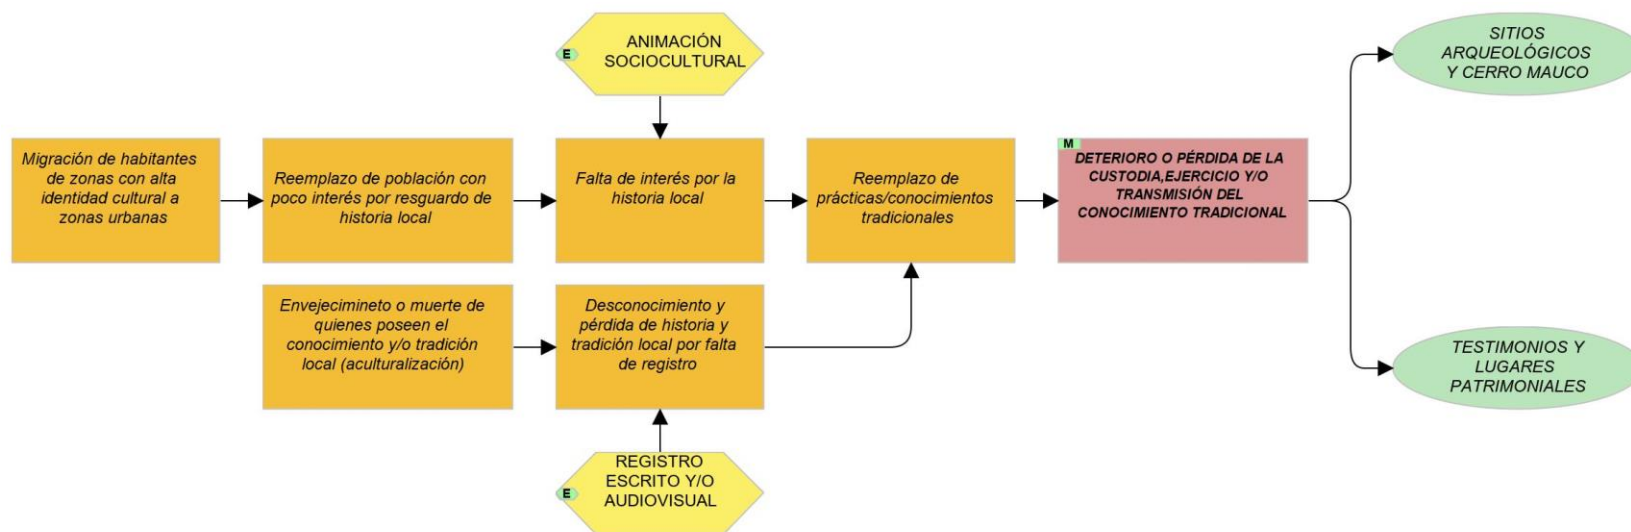 E
ANIMACIÓN
SOCIOCULTURAL
SITIOS
ARQUEOLÓGICOS
Y CERRO MAUCO
Migración de habitantes
de zonas con alta
identidad cultural a
zonas urbanas
Reemplazo de población con
poco interés por resguardo de
historia local
Falta de interés por la
historia local
Reemplazo de
prácticas/conocimientos
tradicionales
M
DETERIORO O PÉRDIDA DE LA
CUSTODIA,EJERCICIO Y/O
TRANSMISIÓN DEL
CONOCIMIENTO TRADICIONAL
Envejecimineto o muerte de
quienes poseen el
conocimiento y/o tradición
local (aculturalización)
Desconocimiento y
pérdida de historia y
tradición local por falta
de registro
TESTIMONIOS Y
LUGARES
PATRIMONIALES
E
REGISTRO
ESCRITO Y/O
AUDIOVISUAL